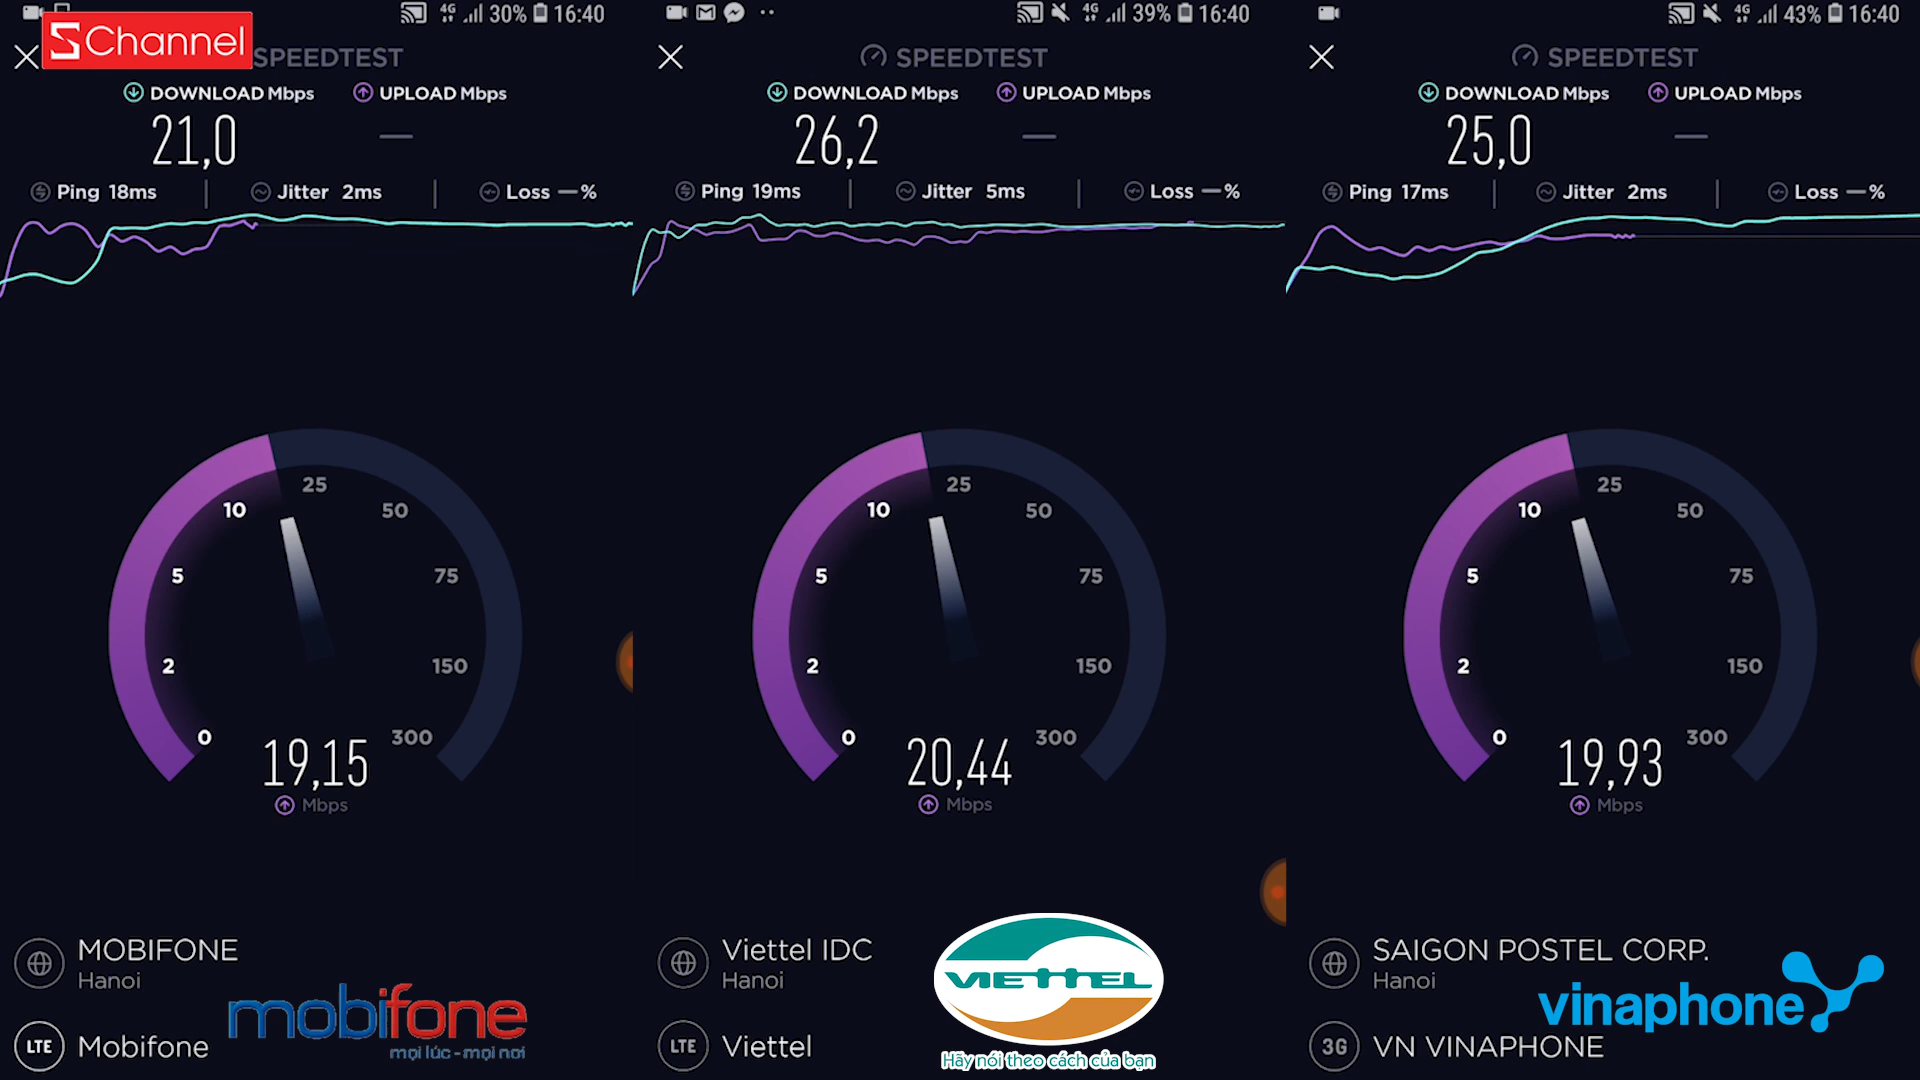 4G 30% 16:40
SChannel
SPEEDTEST
DOWNLOAD Mbps UPLOAD Mbps
21,0 —
Ping 18ms Jitter 2ms Loss —%
25
10 50
5 75
2 150
0 300
19,15
Mbps
MOBIFONE
Hanoi
mobifone
mọi lúc - mọi nơi
LTE Mobifone
4G 39% 16:40
SPEEDTEST
DOWNLOAD Mbps UPLOAD Mbps
26,2 —
Ping 19ms Jitter 5ms Loss —%
25
10 50
5 75
2 150
0 300
20,44
Mbps
Viettel IDC
Hanoi
VIETTEL
LTE Viettel
Hãy nói theo cách của bạn
4G 43% 16:40
SPEEDTEST
DOWNLOAD Mbps UPLOAD Mbps
25,0 —
Ping 17ms Jitter 2ms Loss —%
25
10 50
5 75
2 150
0 300
19,93
Mbps
SAIGON POSTEL CORP.
Hanoi
vinaphone
3G VN VINAPHONE